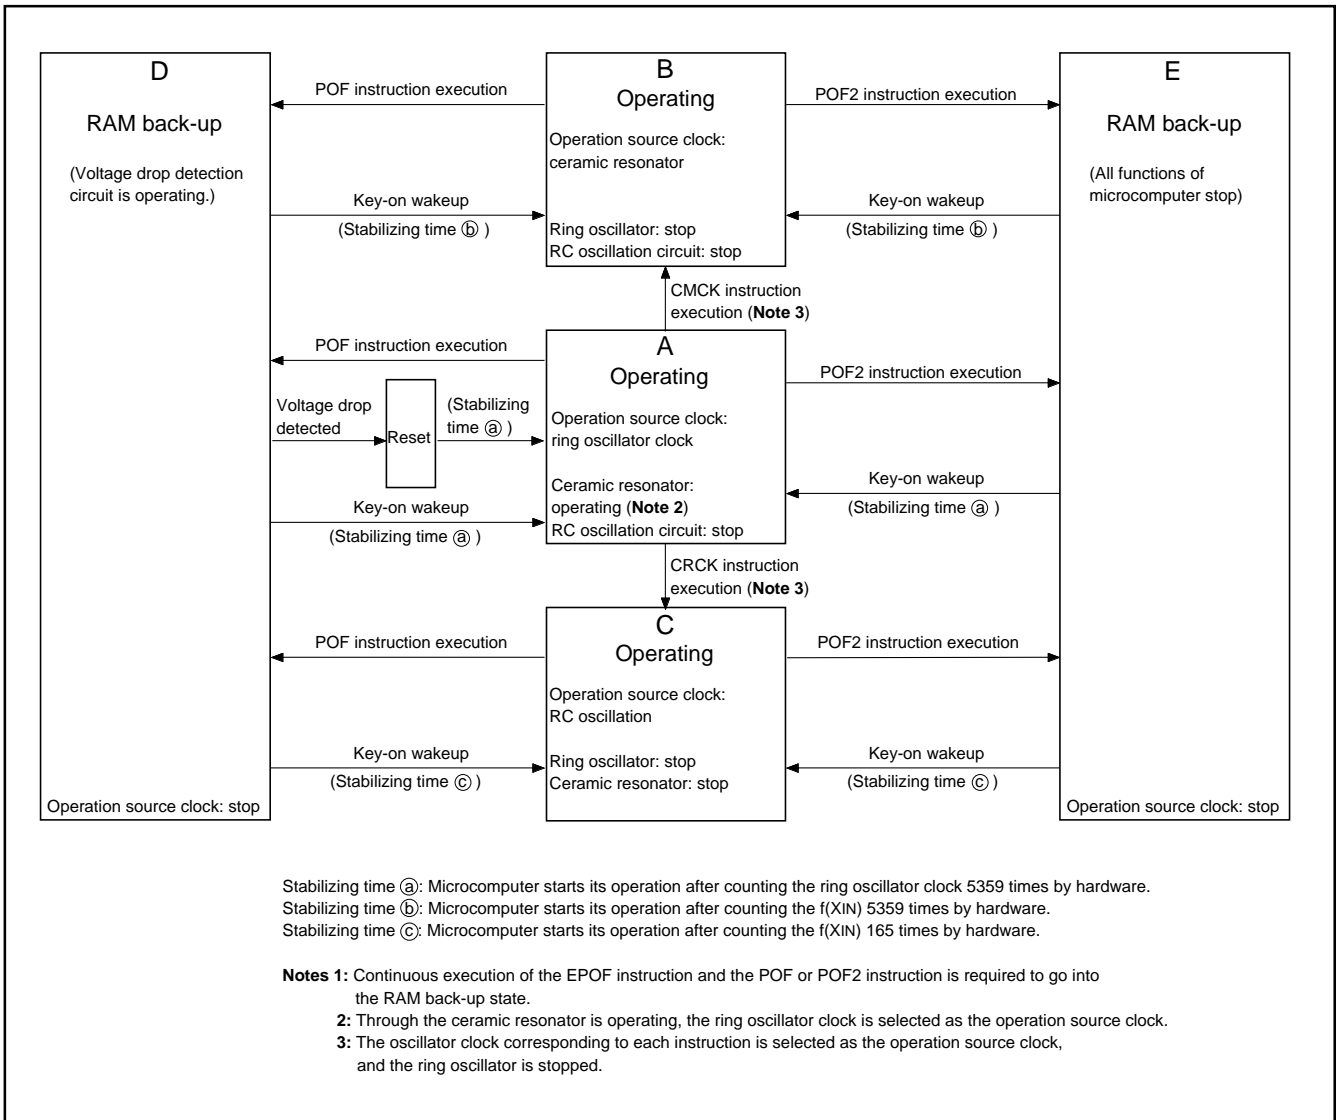 D
RAM back-up
(Voltage drop detection
circuit is operating.)
Operation source clock: stop
POF instruction execution
Key-on wakeup
(Stabilizing time ⓑ )
B
Operating
Operation source clock:
ceramic resonator
Ring oscillator: stop
RC oscillation circuit: stop
POF2 instruction execution
Key-on wakeup
(Stabilizing time ⓑ )
E
RAM back-up
(All functions of
microcomputer stop)
Operation source clock: stop
CMCK instruction
execution (Note 3)
POF instruction execution
Voltage drop
detected
Reset
(Stabilizing
time ⓐ )
Key-on wakeup
(Stabilizing time ⓐ )
A
Operating
Operation source clock:
ring oscillator clock
Ceramic resonator:
operating (Note 2)
RC oscillation circuit: stop
POF2 instruction execution
Key-on wakeup
(Stabilizing time ⓐ )
CRCK instruction
execution (Note 3)
POF instruction execution
Key-on wakeup
(Stabilizing time ⓒ )
C
Operating
Operation source clock:
RC oscillation
Ring oscillator: stop
Ceramic resonator: stop
POF2 instruction execution
Key-on wakeup
(Stabilizing time ⓒ )
Stabilizing time ⓐ: Microcomputer starts its operation after counting the ring oscillator clock 5359 times by hardware.
Stabilizing time ⓑ: Microcomputer starts its operation after counting the f(XIN) 5359 times by hardware.
Stabilizing time ⓒ: Microcomputer starts its operation after counting the f(XIN) 165 times by hardware.
Notes 1: Continuous execution of the EPOF instruction and the POF or POF2 instruction is required to go into
the RAM back-up state.
2: Through the ceramic resonator is operating, the ring oscillator clock is selected as the operation source clock.
3: The oscillator clock corresponding to each instruction is selected as the operation source clock,
and the ring oscillator is stopped.